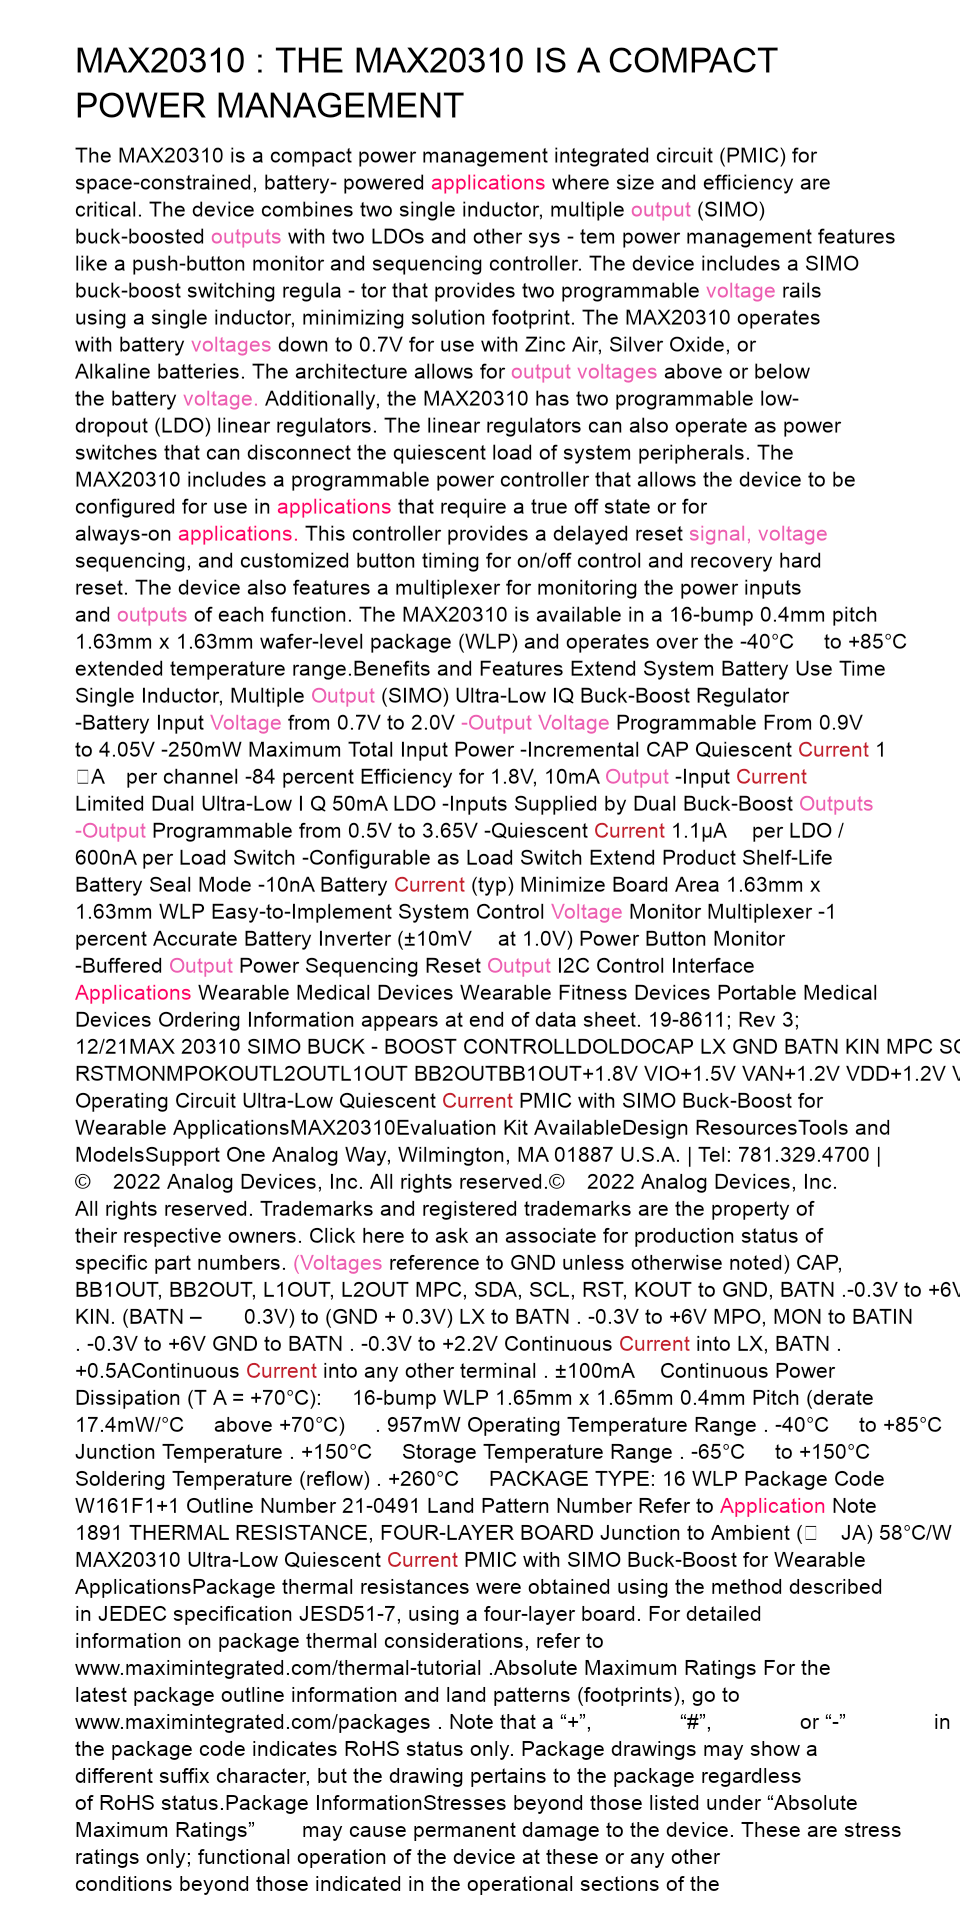 MAX20310 : THE MAX20310 IS A COMPACT
POWER MANAGEMENT
The MAX20310 is a compact power management integrated circuit (PMIC) for
space-constrained, battery- powered applications where size and efficiency are
critical. The device combines two single inductor, multiple output (SIMO)
buck-boosted outputs with two LDOs and other sys - tem power management features
like a push-button monitor and sequencing controller. The device includes a SIMO
buck-boost switching regula - tor that provides two programmable voltage rails
using a single inductor, minimizing solution footprint. The MAX20310 operates
with battery voltages down to 0.7V for use with Zinc Air, Silver Oxide, or
Alkaline batteries. The architecture allows for output voltages above or below
the battery voltage. Additionally, the MAX20310 has two programmable low-
dropout (LDO) linear regulators. The linear regulators can also operate as power
switches that can disconnect the quiescent load of system peripherals. The
MAX20310 includes a programmable power controller that allows the device to be
configured for use in applications that require a true off state or for
always-on applications. This controller provides a delayed reset signal, voltage
sequencing, and customized button timing for on/off control and recovery hard
reset. The device also features a multiplexer for monitoring the power inputs
and outputs of each function. The MAX20310 is available in a 16-bump 0.4mm pitch
1.63mm x 1.63mm wafer-level package (WLP) and operates over the -40°C to +85°C
extended temperature range.Benefits and Features Extend System Battery Use Time
Single Inductor, Multiple Output (SIMO) Ultra-Low IQ Buck-Boost Regulator
-Battery Input Voltage from 0.7V to 2.0V -Output Voltage Programmable From 0.9V
to 4.05V -250mW Maximum Total Input Power -Incremental CAP Quiescent Current 1
A per channel -84 percent Efficiency for 1.8V, 10mA Output -Input Current
Limited Dual Ultra-Low I Q 50mA LDO -Inputs Supplied by Dual Buck-Boost Outputs
-Output Programmable from 0.5V to 3.65V -Quiescent Current 1.1µA per LDO /
600nA per Load Switch -Configurable as Load Switch Extend Product Shelf-Life
Battery Seal Mode -10nA Battery Current (typ) Minimize Board Area 1.63mm x
1.63mm WLP Easy-to-Implement System Control Voltage Monitor Multiplexer -1
percent Accurate Battery Inverter (±10mV at 1.0V) Power Button Monitor
-Buffered Output Power Sequencing Reset Output I2C Control Interface
Applications Wearable Medical Devices Wearable Fitness Devices Portable Medical
Devices Ordering Information appears at end of data sheet. 19-8611; Rev 3;
12/21MAX 20310 SIMO BUCK - BOOST CONTROLLDOLDOCAP LX GND BATN KIN MPC
RSTMONMPOKOUTL2OUTL1OUT BB2OUTBB1OUT+1.8V VIO+1.5V VAN+1.2V VDD+1.2V
Operating Circuit Ultra-Low Quiescent Current PMIC with SIMO Buck-Boost for
Wearable ApplicationsMAX20310Evaluation Kit AvailableDesign ResourcesTools and
ModelsSupport One Analog Way, Wilmington, MA 01887 U.S.A. | Tel: 781.329.4700 |
© 2022 Analog Devices, Inc. All rights reserved.© 2022 Analog Devices, Inc.
All rights reserved. Trademarks and registered trademarks are the property of
their respective owners. Click here to ask an associate for production status of
specific part numbers. (Voltages reference to GND unless otherwise noted) CAP,
BB1OUT, BB2OUT, L1OUT, L2OUT MPC, SDA, SCL, RST, KOUT to GND, BATN .-0.3V to +6V
KIN. (BATN – 0.3V) to (GND + 0.3V) LX to BATN . -0.3V to +6V MPO, MON to BATIN
. -0.3V to +6V GND to BATN . -0.3V to +2.2V Continuous Current into LX, BATN .
+0.5AContinuous Current into any other terminal . ±100mA Continuous Power
Dissipation (T A = +70°C): 16-bump WLP 1.65mm x 1.65mm 0.4mm Pitch (derate
17.4mW/°C above +70°C) . 957mW Operating Temperature Range . -40°C to +85°C
Junction Temperature . +150°C Storage Temperature Range . -65°C to +150°C
Soldering Temperature (reflow) . +260°C PACKAGE TYPE: 16 WLP Package Code
W161F1+1 Outline Number 21-0491 Land Pattern Number Refer to Application Note
1891 THERMAL RESISTANCE, FOUR-LAYER BOARD Junction to Ambient ( JA) 58°C/W
MAX20310 Ultra-Low Quiescent Current PMIC with SIMO Buck-Boost for Wearable
ApplicationsPackage thermal resistances were obtained using the method described
in JEDEC specification JESD51-7, using a four-layer board. For detailed
information on package thermal considerations, refer to
www.maximintegrated.com/thermal-tutorial .Absolute Maximum Ratings For the
latest package outline information and land patterns (footprints), go to
www.maximintegrated.com/packages . Note that a “+”, “#”, or “-” in
the package code indicates RoHS status only. Package drawings may show a
different suffix character, but the drawing pertains to the package regardless
of RoHS status.Package InformationStresses beyond those listed under “Absolute
Maximum Ratings” may cause permanent damage to the device. These are stress
ratings only; functional operation of the device at these or any other
conditions beyond those indicated in the operational sections of the